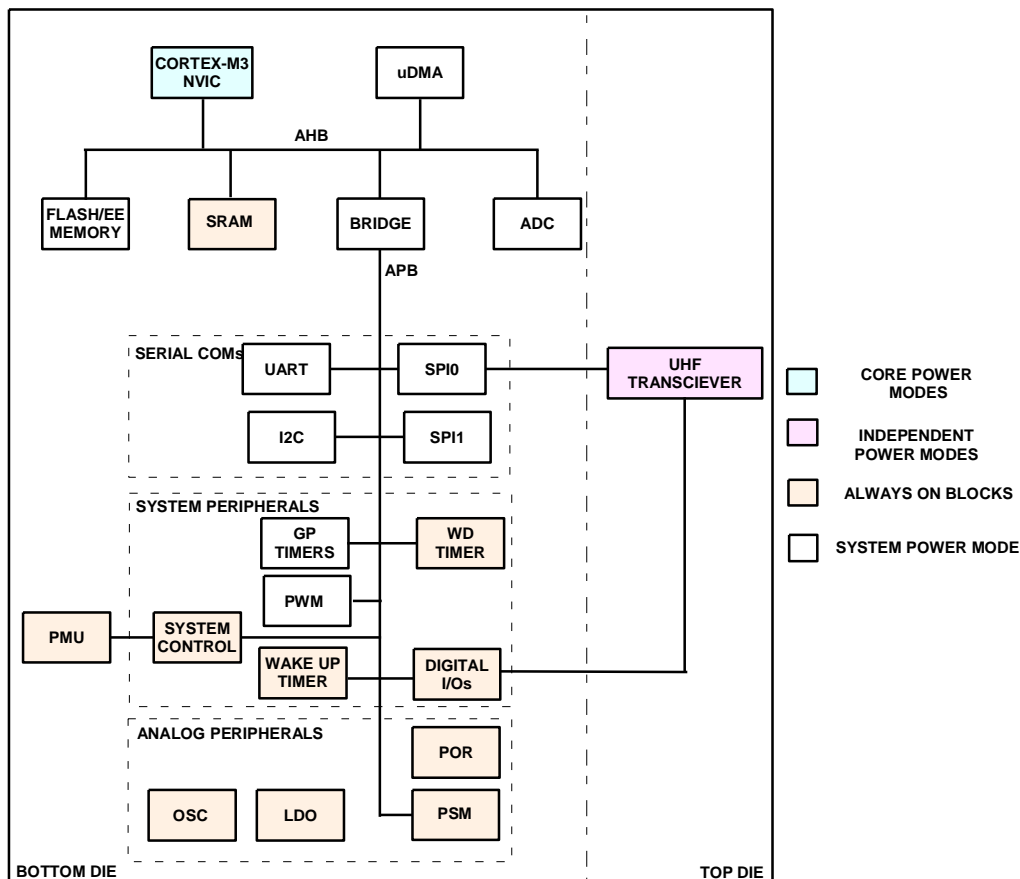 CORTEX-M3
NVIC
uDMA
AHB
FLASH/EE
MEMORY
SRAM
BRIDGE
ADC
APB
SERIAL COMs
UART
SPI0
UHF
TRANSCIEVER
I2C
SPI1
CORE POWER
MODES
INDEPENDENT
POWER MODES
ALWAYS ON BLOCKS
SYSTEM POWER MODE
SYSTEM PERIPHERALS
GP
TIMERS
WD
TIMER
PWM
PMU
SYSTEM
CONTROL
WAKE UP
TIMER
DIGITAL
I/Os
ANALOG PERIPHERALS
POR
OSC
LDO
PSM
BOTTOM DIE
TOP DIE